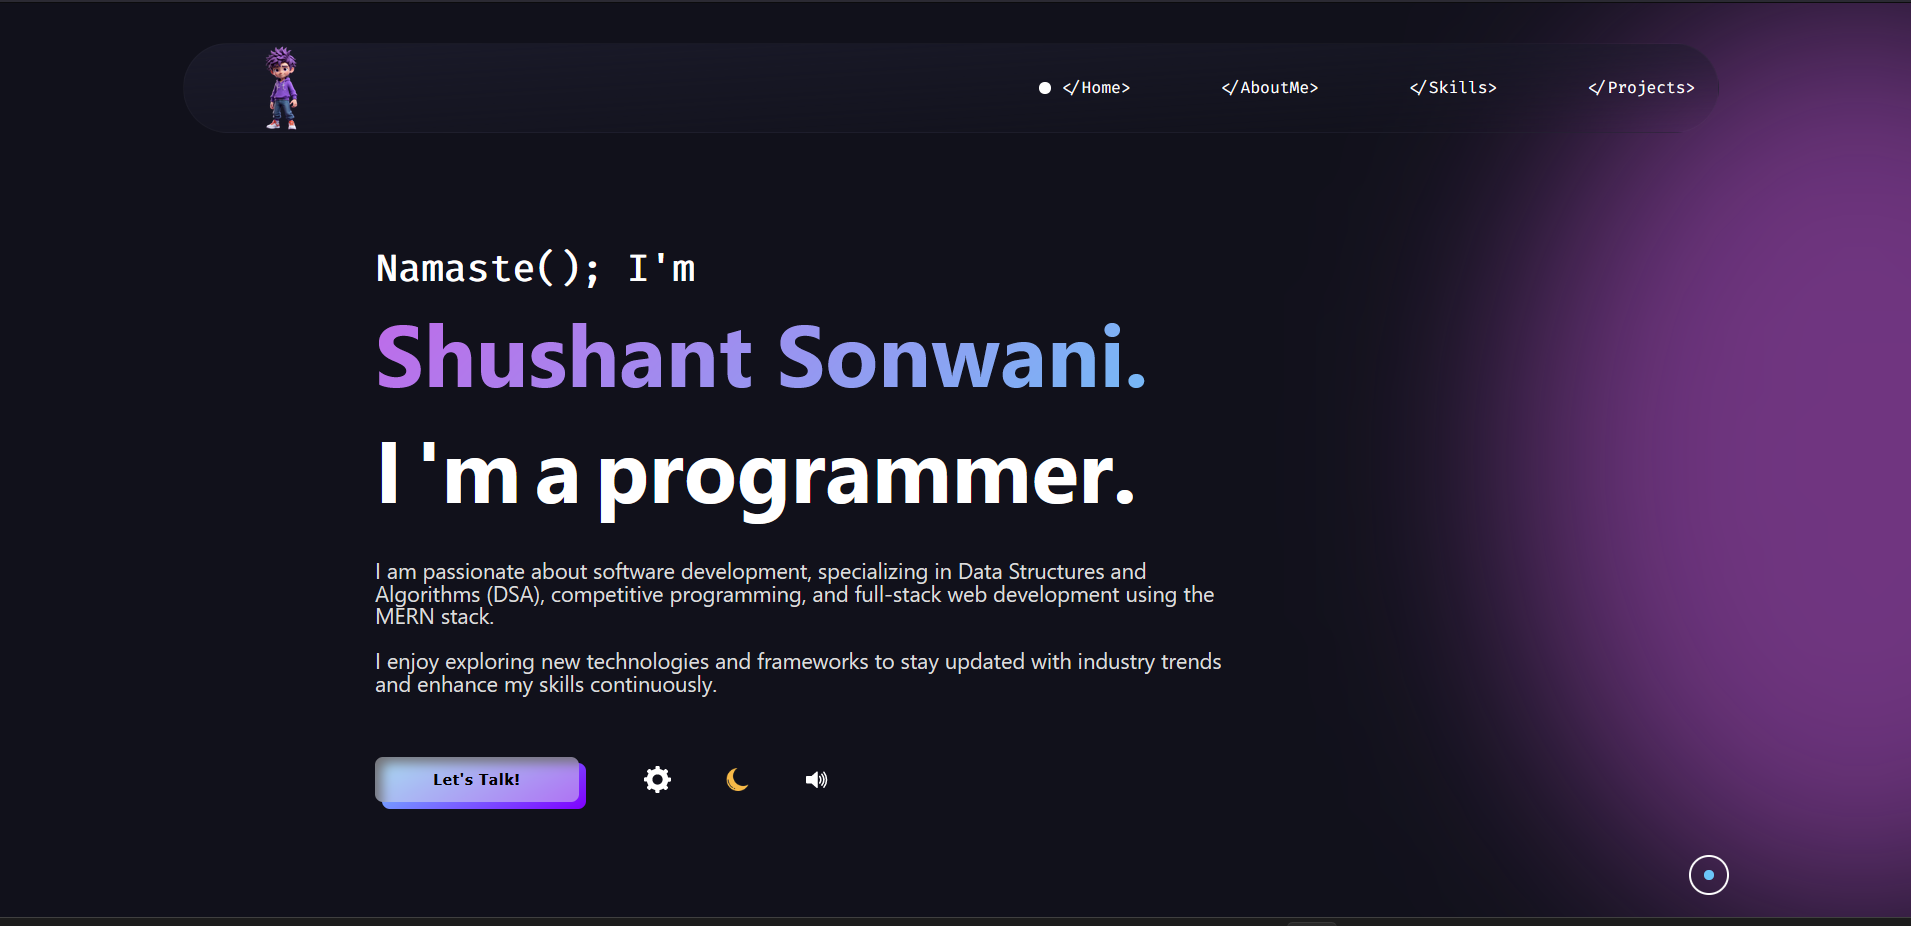 </Home> </AboutMe> </Skills> </Projects>
Namaste(); I'm
Shushant Sonwani.
I 'm a programmer.
I am passionate about software development, specializing in Data Structures and
Algorithms (DSA), competitive programming, and full-stack web development using the
MERN stack.
I enjoy exploring new technologies and frameworks to stay updated with industry trends
and enhance my skills continuously.
Let's Talk!